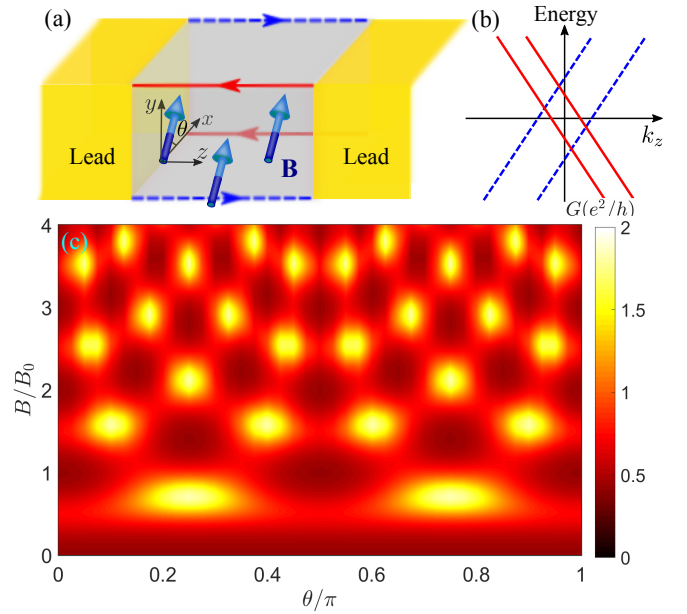 (a)
(b)
Energy
y
x
θ
z
Lead
B
Lead
k_z
G(e²/h)
(c)
4
3
2
1
0
B/B₀
0
0.2
0.4
0.6
0.8
1
θ/π
2
1.5
1
0.5
0